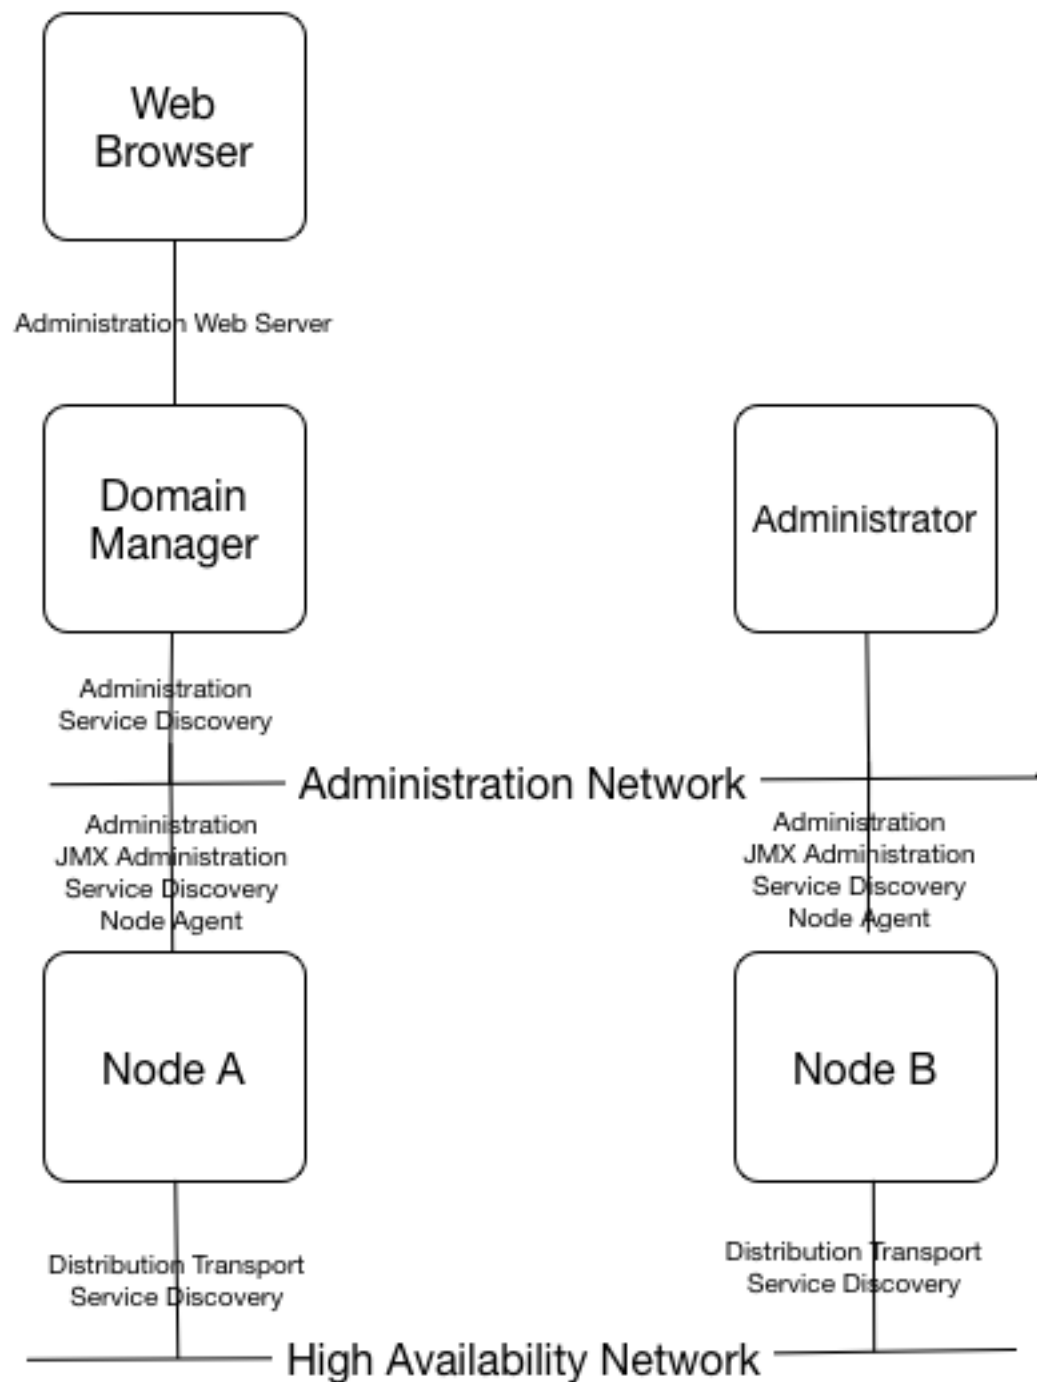 Web
Browser
Administration Web Server
Domain
Manager
Administrator
Administration
Service Discovery
Administration Network
Administration
JMX Administration
Service Discovery
Node Agent
Administration
JMX Administration
Service Discovery
Node Agent
Node A
Node B
Distribution Transport
Service Discovery
Distribution Transport
Service Discovery
High Availability Network